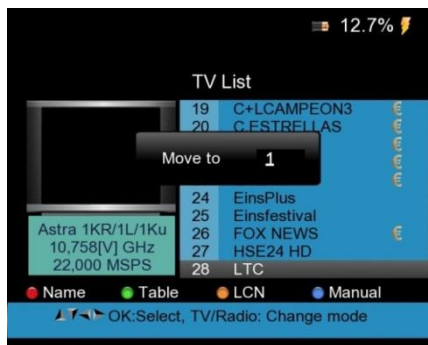 12.7%
TV List
19 C+LCAMPEON3 €
20 C.ESTRELLAS €
€
Move to 1 €
€
24 EinsPlus
25 Einsfestival
26 FOX NEWS €
27 HSE24 HD
28 LTC
Astra 1KR/1L/1Ku
10,758[V] GHz
22,000 MSPS
Name Table LCN Manual
OK:Select, TV/Radio: Change mode